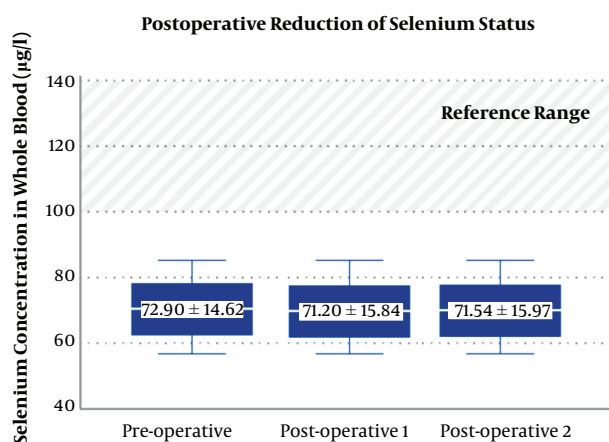 Postoperative Reduction of Selenium Status
Selenium Concentration in Whole Blood (µg/l)
140
120
100
80
60
40
Reference Range
72.90 ± 14.62
71.20 ± 15.84
71.54 ± 15.97
Pre-operative
Post-operative 1
Post-operative 2